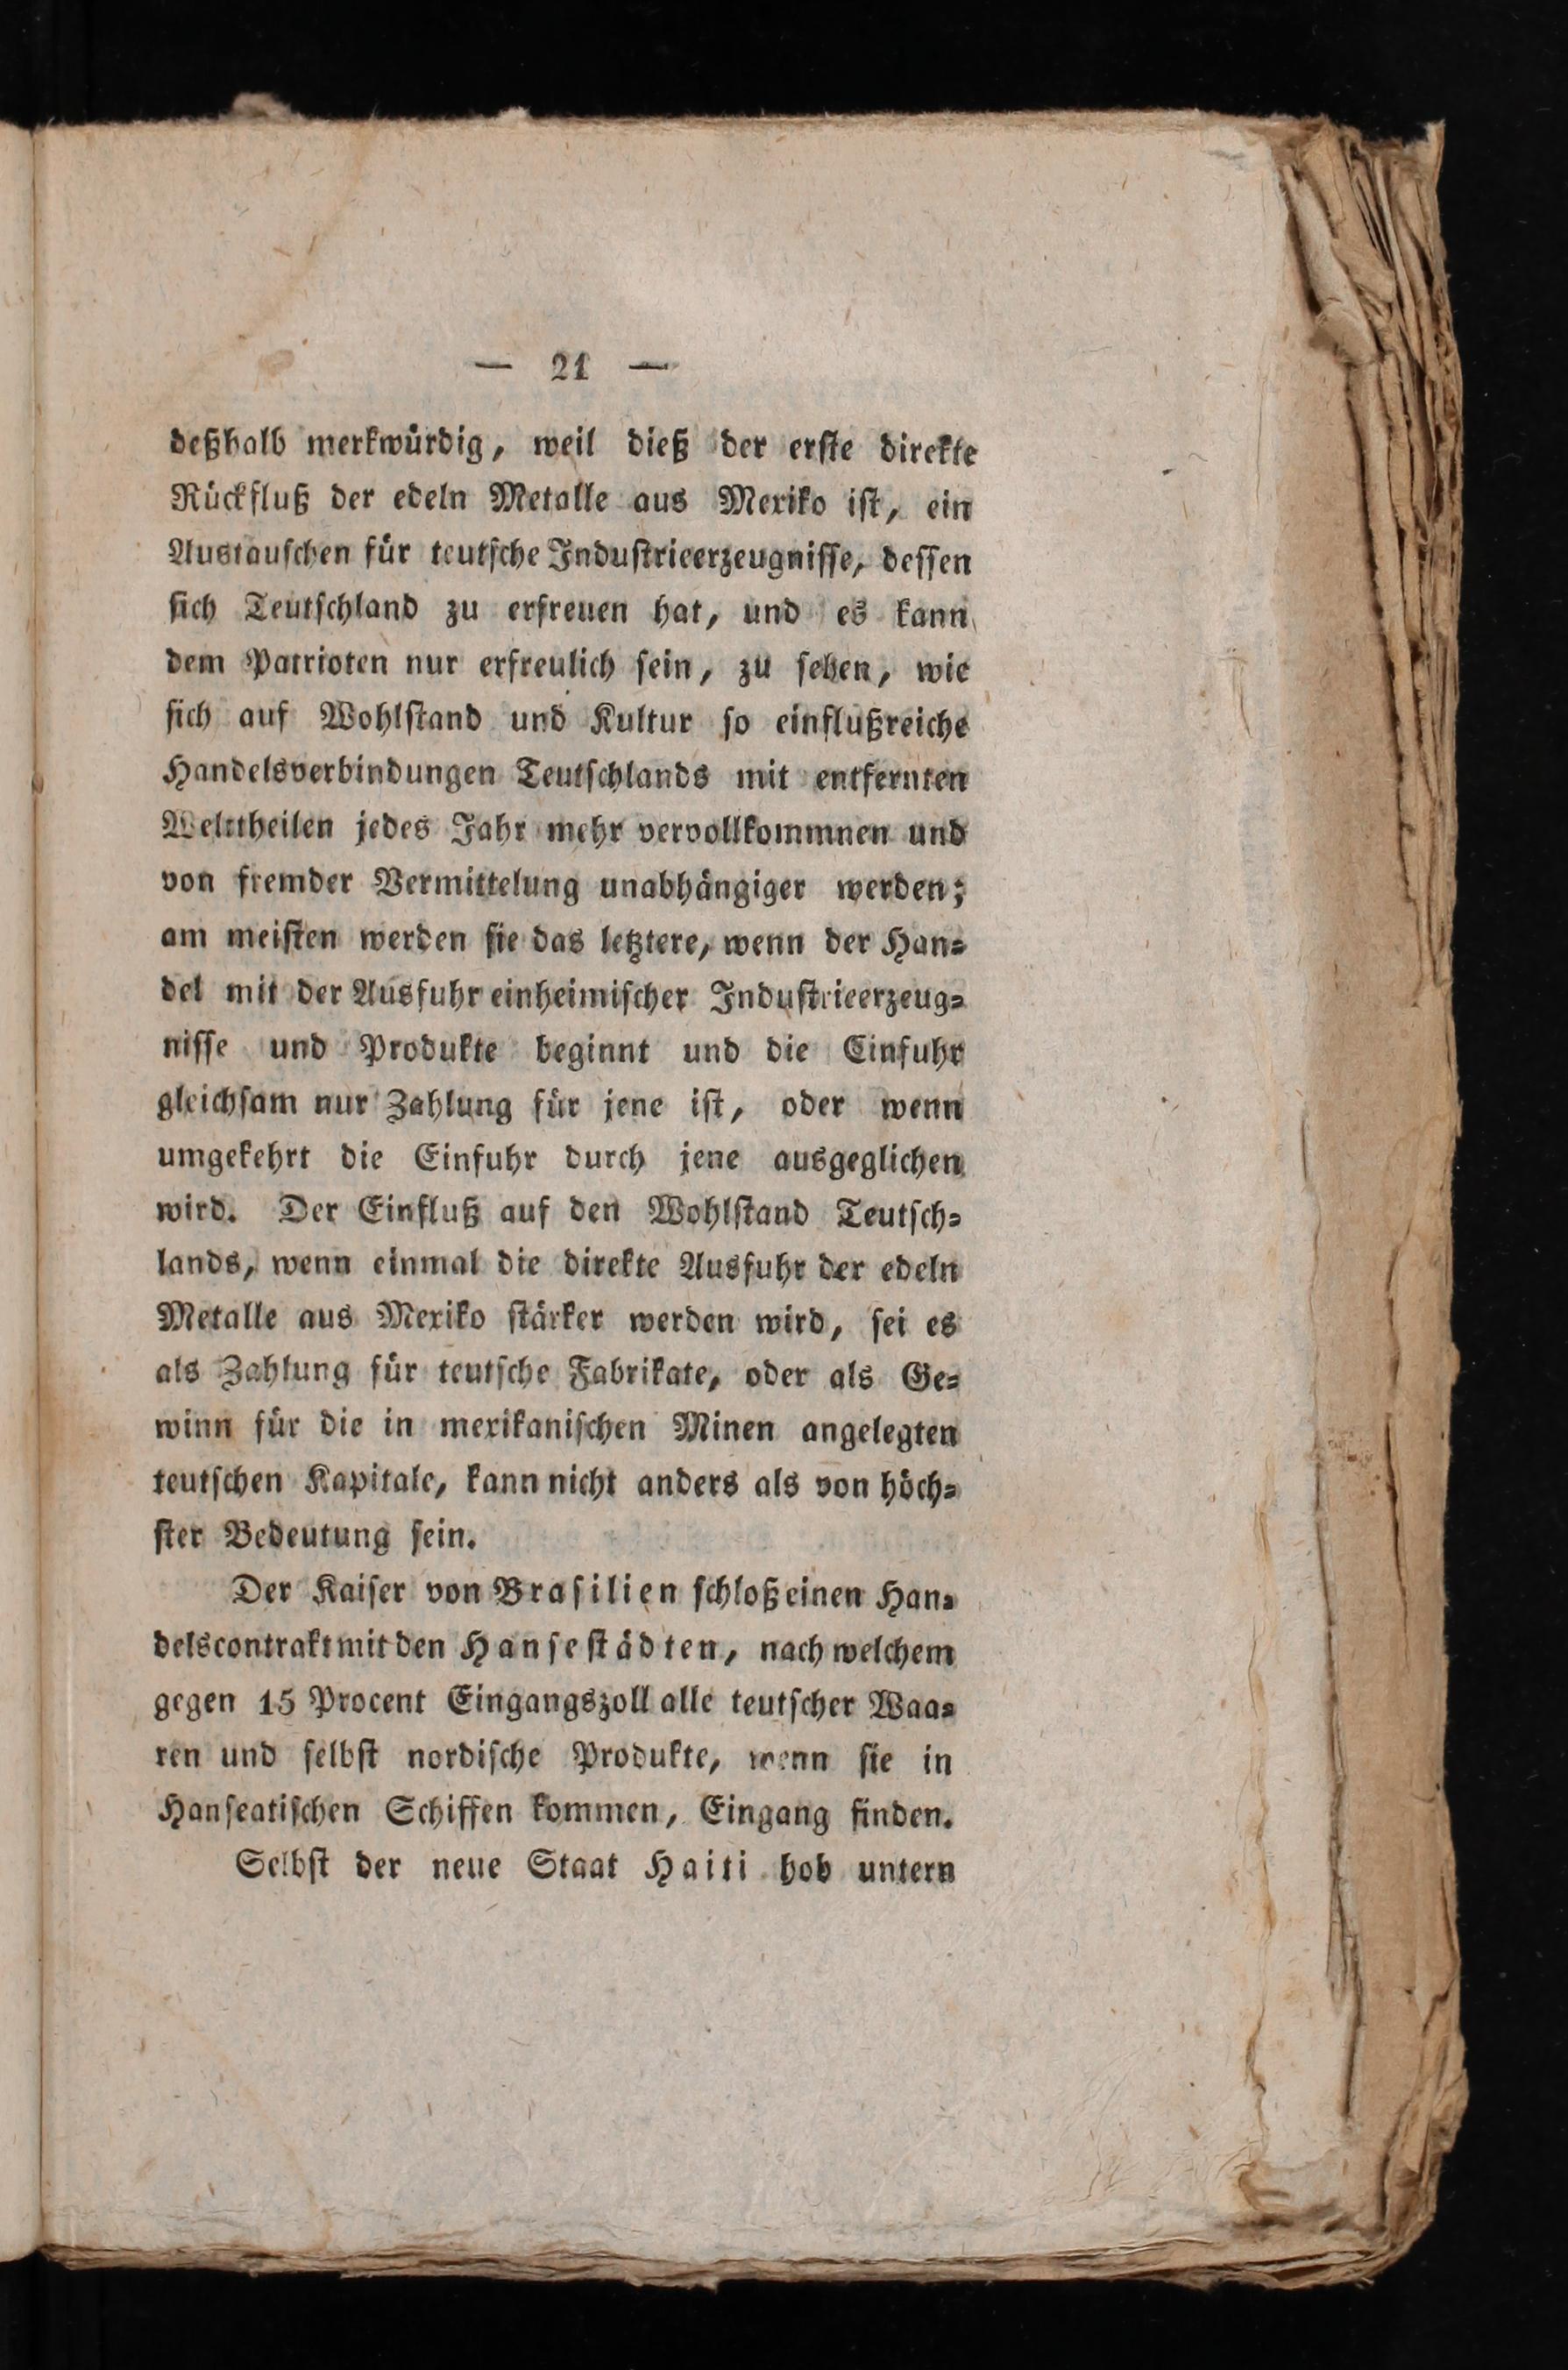 — 21 —
deßhalb merkwürdig, weil dieß der erste direkte
Rückfluß der edeln Metalle aus Mexiko ist, ein
Austauschen für teutsche Industrieerzeugnisse, dessen
sich Teutschland zu erfreuen hat, und es kann
dem Patrioten nur erfreulich sein, zu sehen, wie
sich auf Wohlstand und Kultur so einflußreiche
Handelsverbindungen Teutschlands mit entfernten
Welttheilen jedes Jahr mehr vervollkommnen und
von fremder Vermittelung unabhängiger werden;
am meisten werden sie das letztere, wenn der Han⸗
del mit der Ausfuhr einheimischer Industrieerzeug⸗
nisse und Produkte beginnt und die Einfuhr
gleichsam nur Zahlung für jene ist, oder wenn
umgekehrt die Einfuhr durch jene ausgeglichen
wird. Der Einfluß auf den Wohlstand Teutsch⸗
lands, wenn einmal die direkte Ausfuhr der edeln
Metalle aus Mexiko stärker werden wird, sei es
als Zahlung für teutsche Fabrikate, oder als Ge⸗
winn für die in mexikanischen Minen angelegten
teutschen Kapitale, kann nicht anders als von höch⸗
ster Bedeutung sein.
Der Kaiser von Brasilien schloß einen Han⸗
delscontrakt mit den Hansestädten, nach welchem
gegen 15 Procent Eingangszoll alle teutscher Waa⸗
ren und selbst nordische Produkte, wenn sie in
Hanseatischen Schiffen kommen, Eingang finden.
Selbst der neue Staat Haiti hob untern